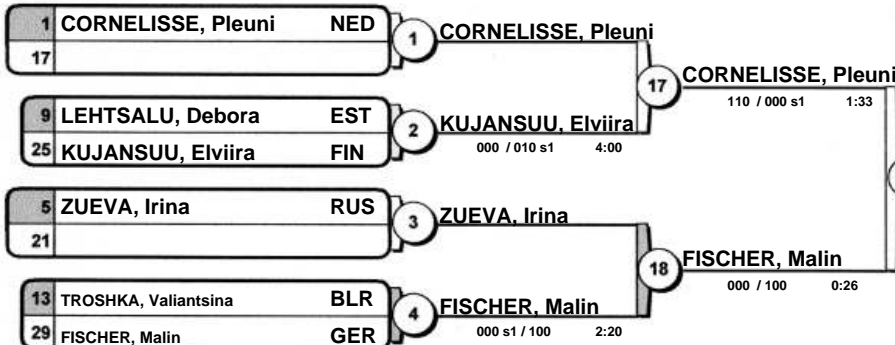 1 CORNELISSE, Pleuni NED
17
1 CORNELISSE, Pleuni
9 LEHTSALU, Debora EST
25 KUJANSUU, Elviira FIN
2 KUJANSUU, Elviira
000 / 010 s1 4:00
17 CORNELISSE, Pleuni
110 / 000 s1 1:33
5 ZUEVA, Irina RUS
21
3 ZUEVA, Irina
13 TROSHKA, Valiantsina BLR
29 FISCHER, Malin GER
4 FISCHER, Malin
000 s1 / 100 2:20
18 FISCHER, Malin
000 / 100 0:26